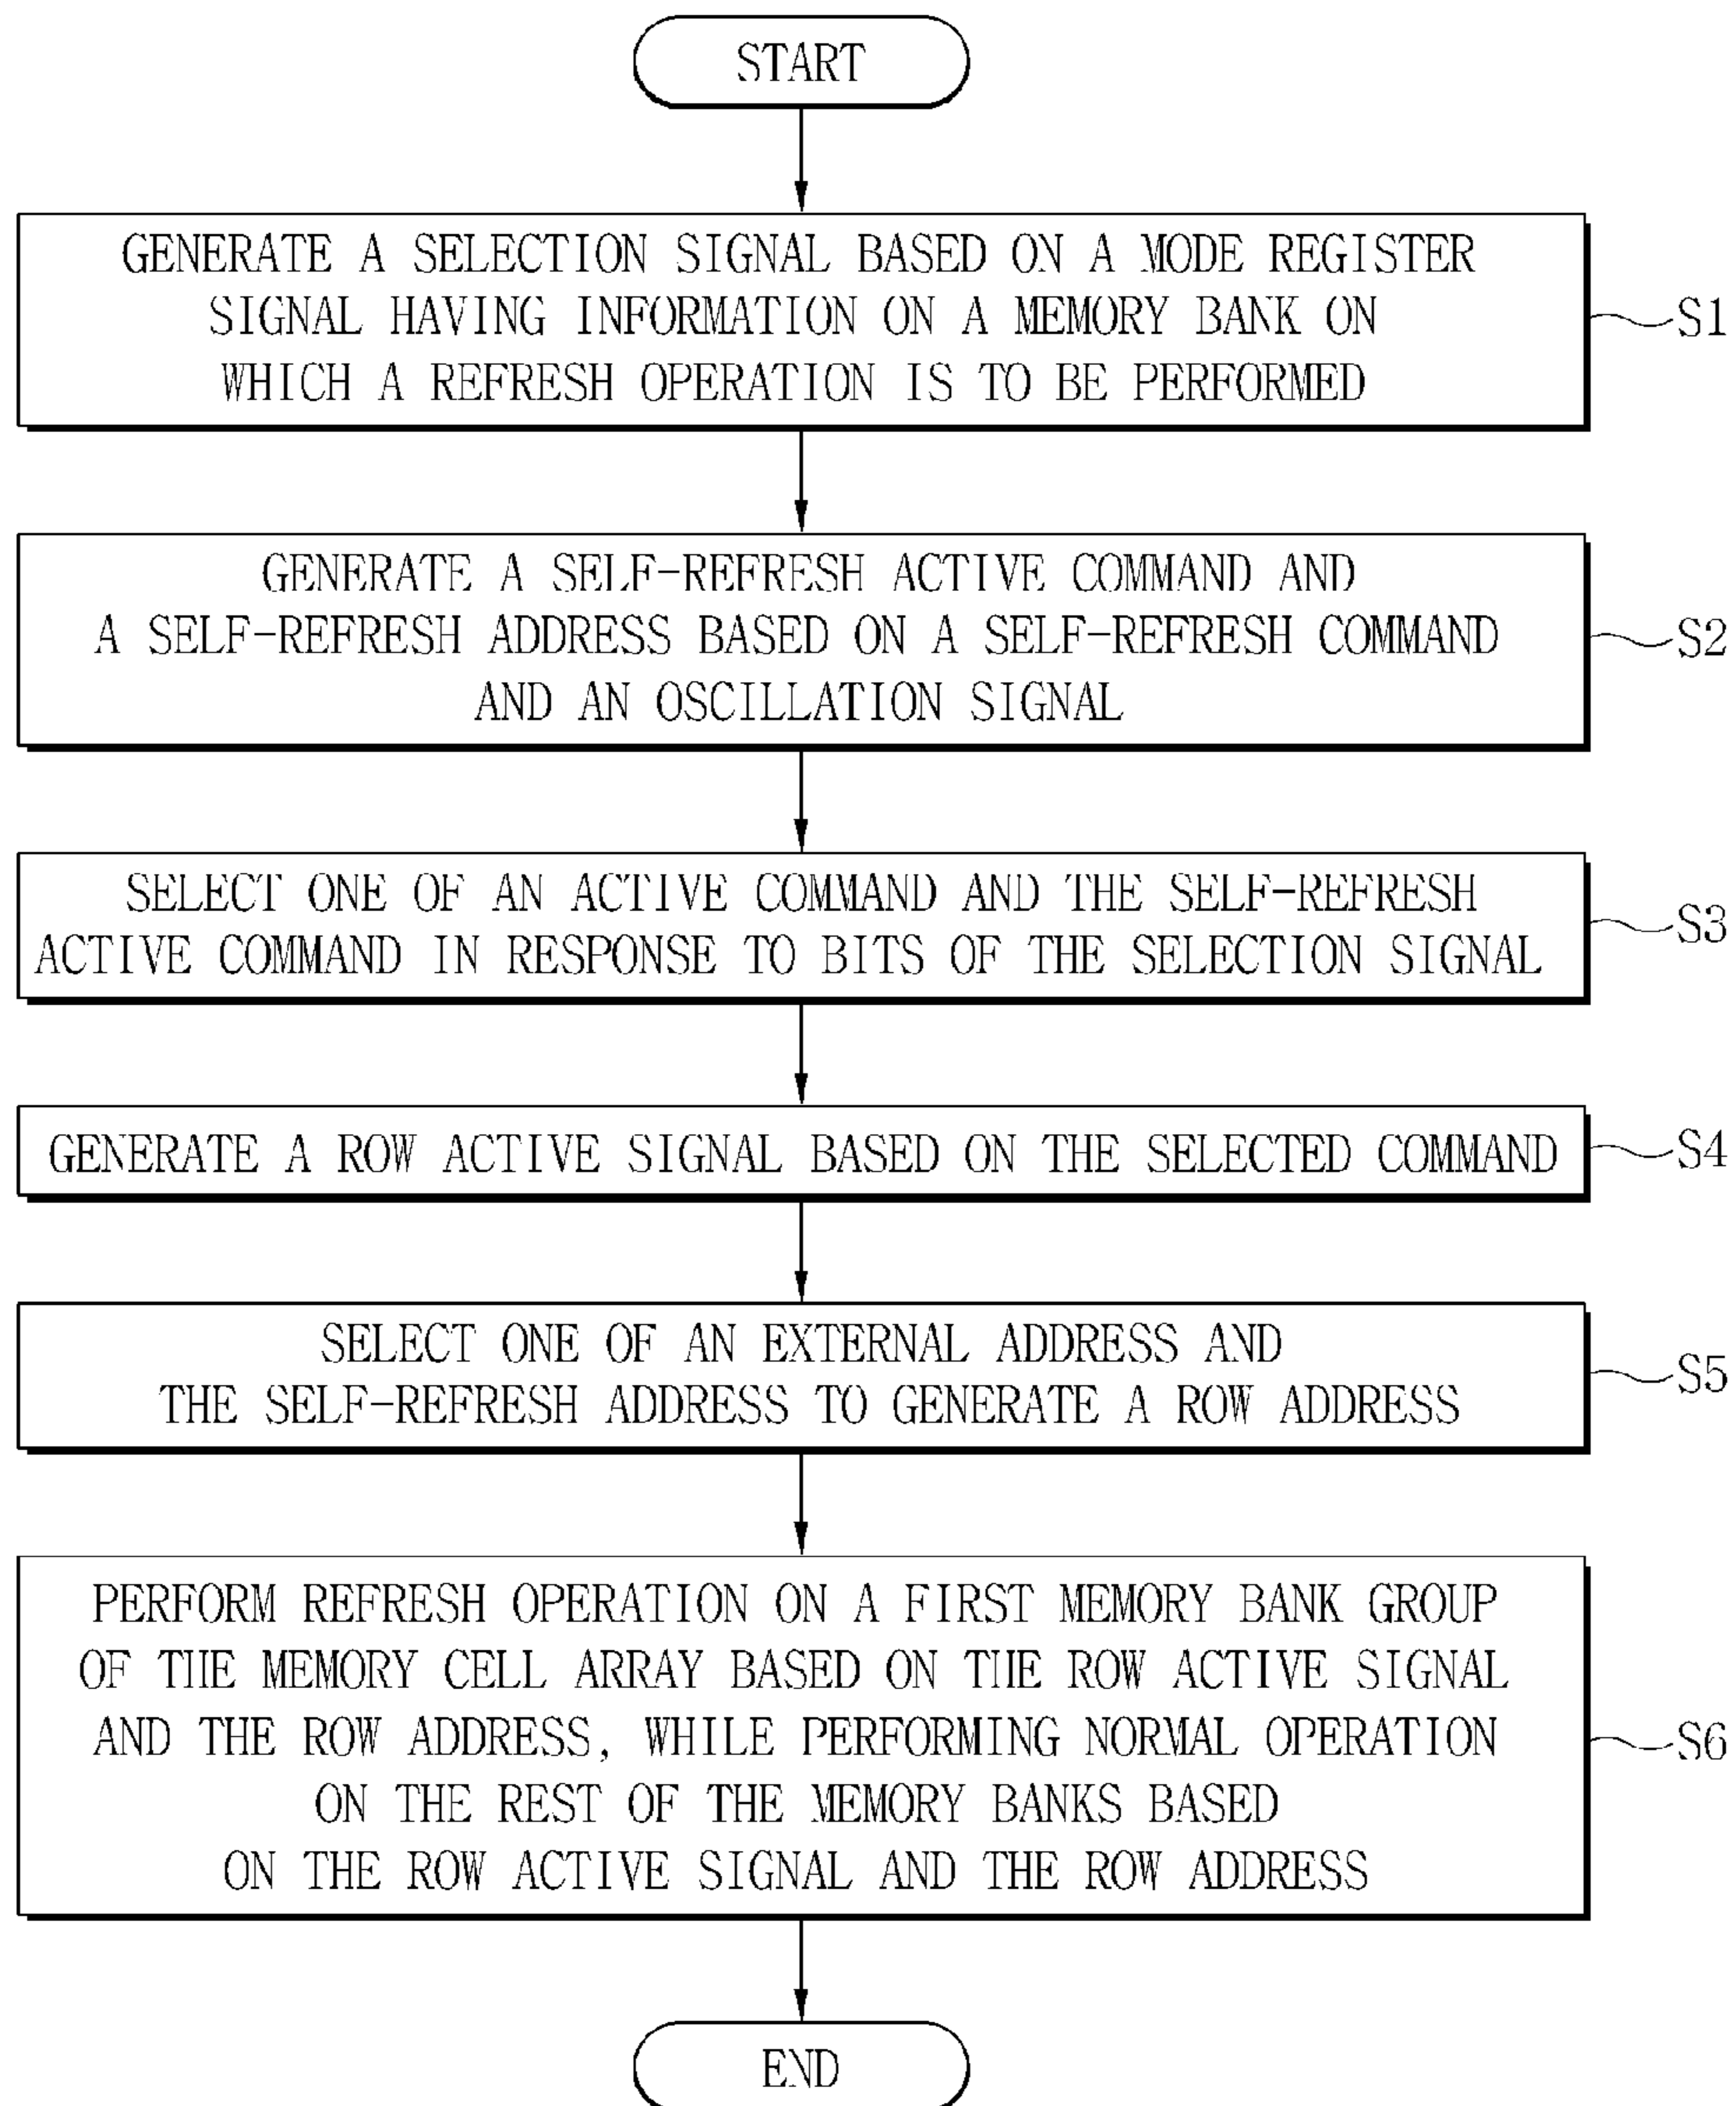 START
GENERATE A SELECTION SIGNAL BASED ON A MODE REGISTER
SIGNAL HAVING INFORMATION ON A MEMORY BANK ON
WHICH A REFRESH OPERATION IS TO BE PERFORMED
S1
GENERATE A SELF-REFRESH ACTIVE COMMAND AND
A SELF-REFRESH ADDRESS BASED ON A SELF-REFRESH COMMAND
AND AN OSCILLATION SIGNAL
S2
SELECT ONE OF AN ACTIVE COMMAND AND THE SELF-REFRESH
ACTIVE COMMAND IN RESPONSE TO BITS OF THE SELECTION SIGNAL
S3
GENERATE A ROW ACTIVE SIGNAL BASED ON THE SELECTED COMMAND
S4
SELECT ONE OF AN EXTERNAL ADDRESS AND
THE SELF-REFRESH ADDRESS TO GENERATE A ROW ADDRESS
S5
PERFORM REFRESH OPERATION ON A FIRST MEMORY BANK GROUP
OF THE MEMORY CELL ARRAY BASED ON THE ROW ACTIVE SIGNAL
AND THE ROW ADDRESS, WHILE PERFORMING NORMAL OPERATION
ON THE REST OF THE MEMORY BANKS BASED
ON THE ROW ACTIVE SIGNAL AND THE ROW ADDRESS
S6
END